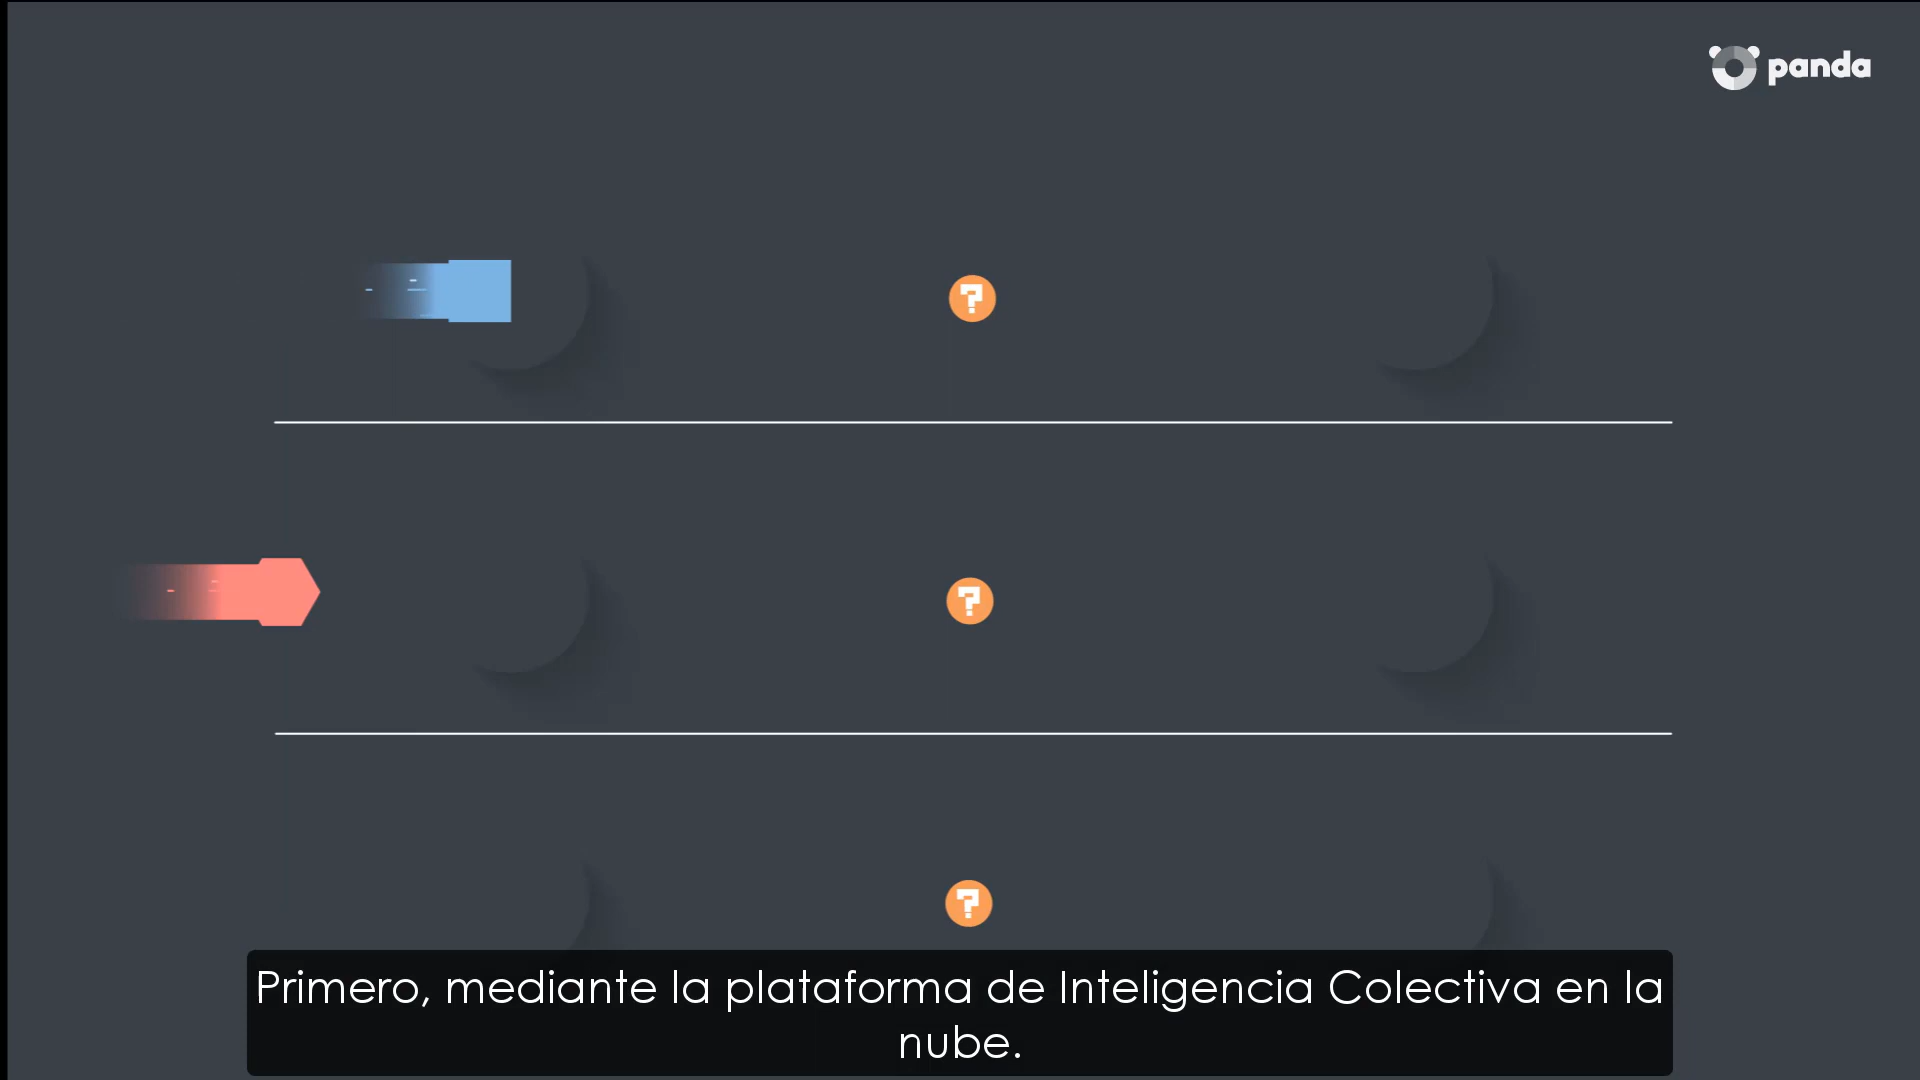 panda
?
?
?
Primero, mediante la plataforma de Inteligencia Colectiva en la
nube.